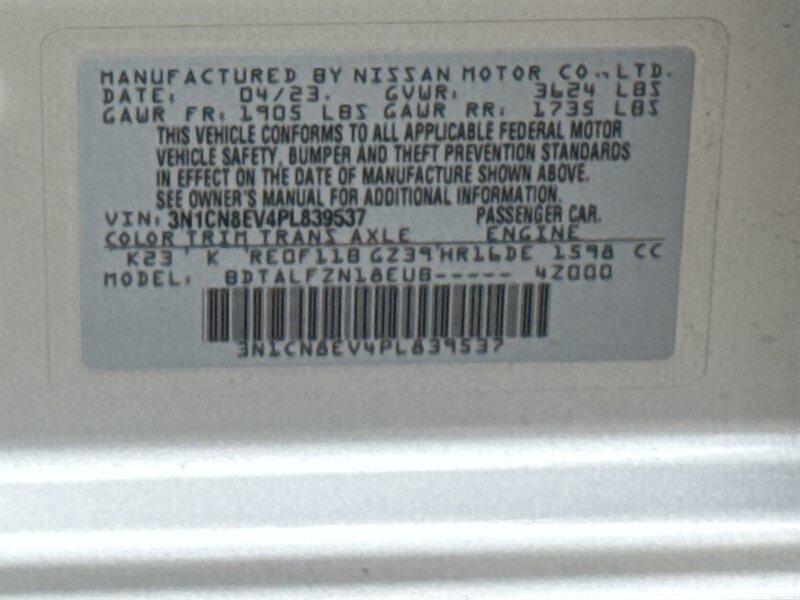 MANUFACTURED BY NISSAN MOTOR CO., LTD.
DATE: 04/23. GVWR: 3624 LBS
GAWR FR: 1905 LBS GAWR RR: 1735 LBS
THIS VEHICLE CONFORMS TO ALL APPLICABLE FEDERAL MOTOR
VEHICLE SAFETY, BUMPER AND THEFT PREVENTION STANDARDS
IN EFFECT ON THE DATE OF MANUFACTURE SHOWN ABOVE.
SEE OWNER'S MANUAL FOR ADDITIONAL INFORMATION.
VIN: 3N1CN8EV4PL839537 PASSENGER CAR.
COLOR TRIM TRANS AXLE ENGINE
K23 K RE0F11B GZ39 HR16DE 1598 CC
MODEL: BDTALFZN18EUB----- 4Z000
3N1CN8EV4PL839537